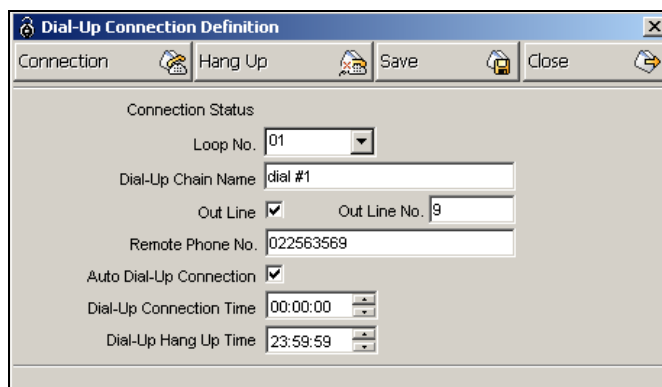 Dial-Up Connection Definition
Connection Hang Up Save Close
Connection Status
Loop No. 01
Dial-Up Chain Name dial #1
Out Line Out Line No. 9
Remote Phone No. 022563569
Auto Dial-Up Connection
Dial-Up Connection Time 00:00:00
Dial-Up Hang Up Time 23:59:59